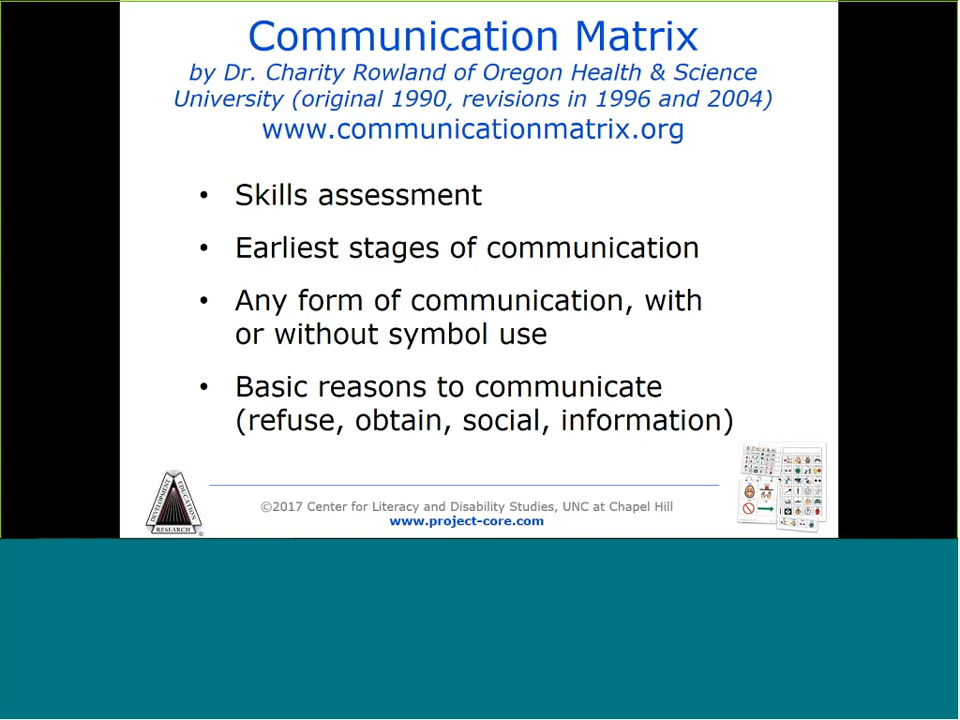 Communication Matrix
by Dr. Charity Rowland of Oregon Health & Science
University (original 1990, revisions in 1996 and 2004)
www.communicationmatrix.org
• Skills assessment
• Earliest stages of communication
• Any form of communication, with
or without symbol use
• Basic reasons to communicate
(refuse, obtain, social, information)
DEVELOPMENT
EDUCATION
RESEARCH
©2017 Center for Literacy and Disability Studies, UNC at Chapel Hill
www.project-core.com